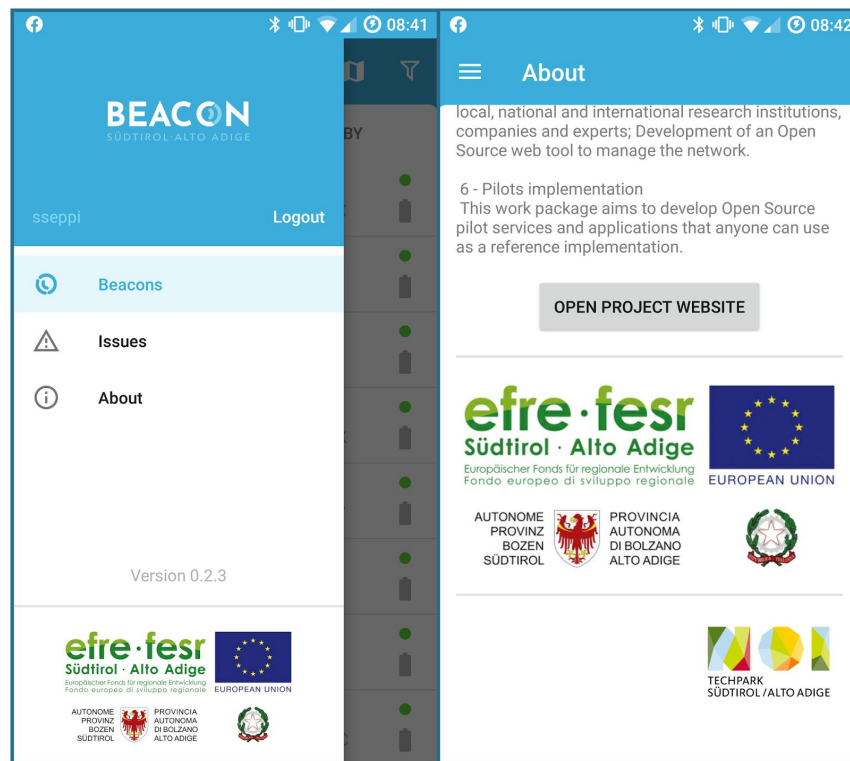 08:41
BEACON
SÜDTIROL·ALTO ADIGE
sseppi
Logout
BY
Beacons
Issues
About
Version 0.2.3
efre·fesr
Südtirol · Alto Adige
Europäischer Fonds für regionale Entwicklung
Fondo europeo di sviluppo regionale
EUROPEAN UNION
AUTONOME
PROVINZ
BOZEN
SÜDTIROL
PROVINCIA
AUTONOMA
DI BOLZANO
ALTO ADIGE
08:42
About
local, national and international research institutions,
companies and experts; Development of an Open
Source web tool to manage the network.
6 - Pilots implementation
This work package aims to develop Open Source
pilot services and applications that anyone can use
as a reference implementation.
OPEN PROJECT WEBSITE
efre·fesr
Südtirol · Alto Adige
Europäischer Fonds für regionale Entwicklung
Fondo europeo di sviluppo regionale
EUROPEAN UNION
AUTONOME
PROVINZ
BOZEN
SÜDTIROL
PROVINCIA
AUTONOMA
DI BOLZANO
ALTO ADIGE
NOI
TECHPARK
SÜDTIROL / ALTO ADIGE